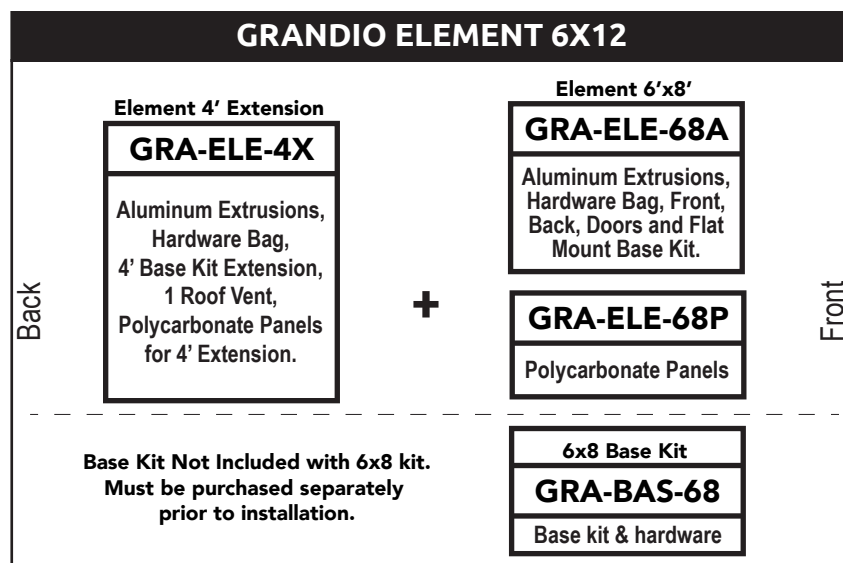 GRANDIO ELEMENT 6X12
Back
Element 4’ Extension
GRA-ELE-4X
Aluminum Extrusions,
Hardware Bag,
4’ Base Kit Extension,
1 Roof Vent,
Polycarbonate Panels
for 4’ Extension.
+
Element 6’x8’
GRA-ELE-68A
Aluminum Extrusions,
Hardware Bag, Front,
Back, Doors and Flat
Mount Base Kit.
GRA-ELE-68P
Polycarbonate Panels
Front
Base Kit Not Included with 6x8 kit.
Must be purchased separately
prior to installation.
6x8 Base Kit
GRA-BAS-68
Base kit & hardware